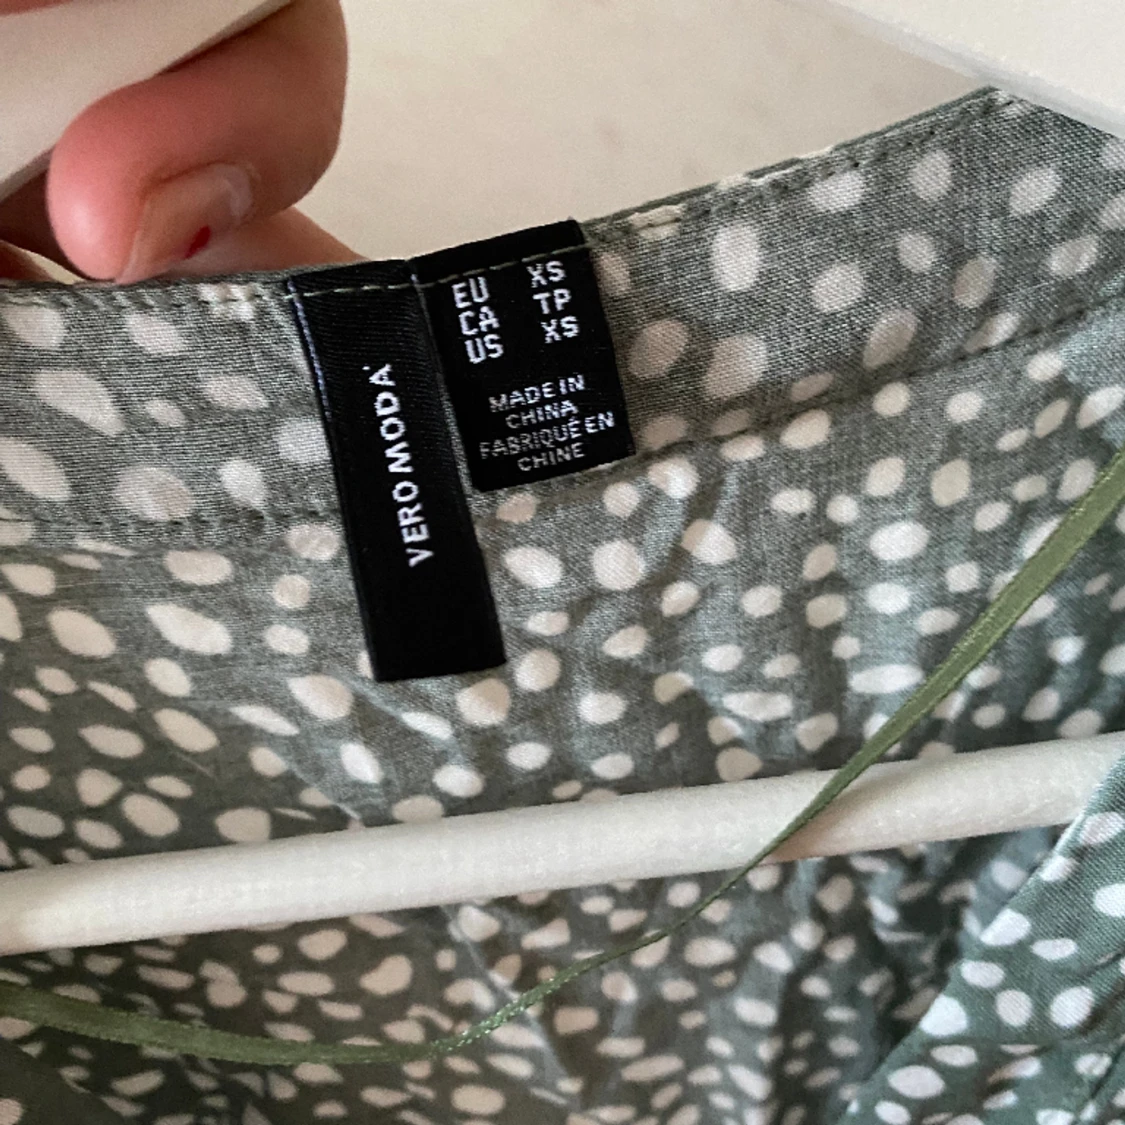 VERO MODA
EU XS
CA TP
US XS
MADE IN
CHINA
FABRIQUÉ EN
CHINE